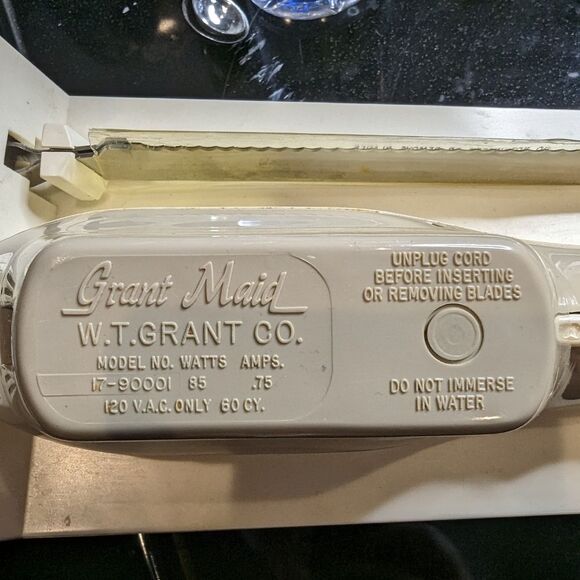 Grant Maid
W.T.GRANT CO.
MODEL NO. WATTS AMPS.
17-90001 85 .75
120 V.A.C. ONLY 60 CY.
UNPLUG CORD
BEFORE INSERTING
OR REMOVING BLADES
DO NOT IMMERSE
IN WATER